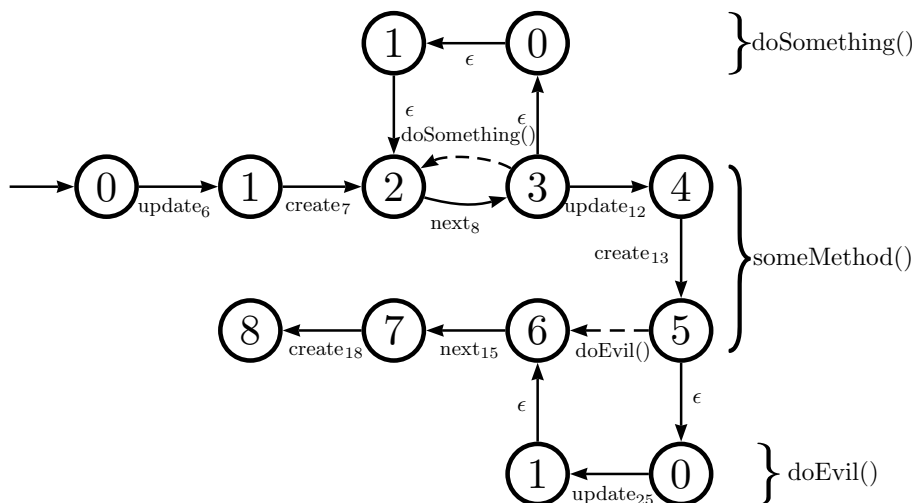 1 0 } doSomething()
ϵ
ϵ ϵ
doSomething()
0 1 2 3 4
update₆ create₇ next₈ update₁₂
create₁₃ } someMethod()
8 7 6 5
create₁₈ next₁₅ doEvil()
ϵ ϵ
1 0 } doEvil()
update₂₅